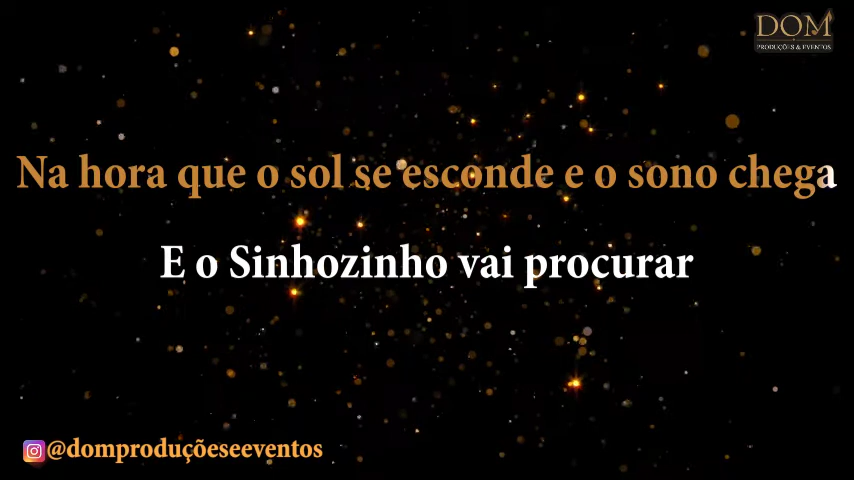 DOM
PRODUÇÕES & EVENTOS
Na hora que o sol se esconde e o sono chega
E o Sinhozinho vai procurar
@domproduçõeseeventos